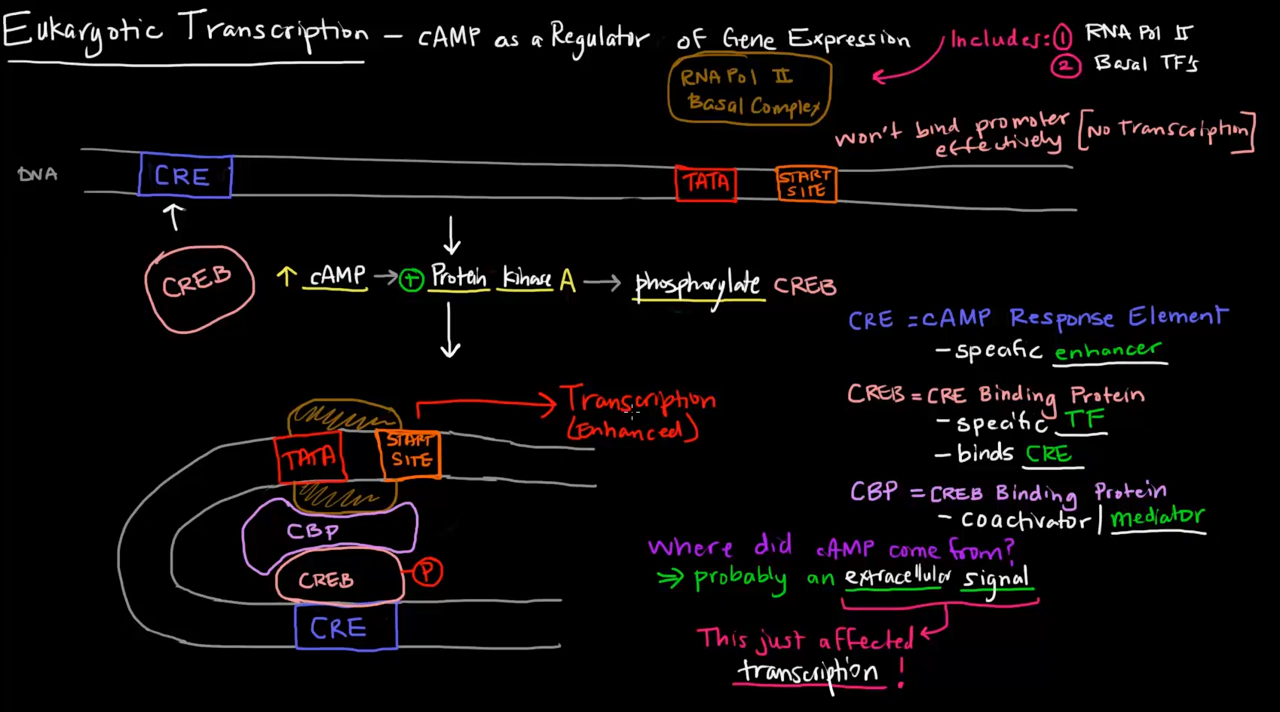 Eukaryotic Transcription - cAMP as a Regulator of Gene Expression
Includes: 1 RNA Pol II
2 Basal TF's
RNA Pol II
Basal Complex
won't bind promoter
effectively [No Transcription]
DNA
CRE
TATA
START
SITE
CREB
↑ cAMP → + Protein Kinase A → phosphorylate CREB
CRE = cAMP Response Element
- specific enhancer
CREB = CRE Binding Protein
- specific TF
- binds CRE
CBP = CREB Binding Protein
- coactivator / mediator
Transcription
(Enhanced)
TATA
START
SITE
CBP
CREB
P
CRE
Where did cAMP come from?
⇒ probably an extracellular signal
This just affected
transcription!